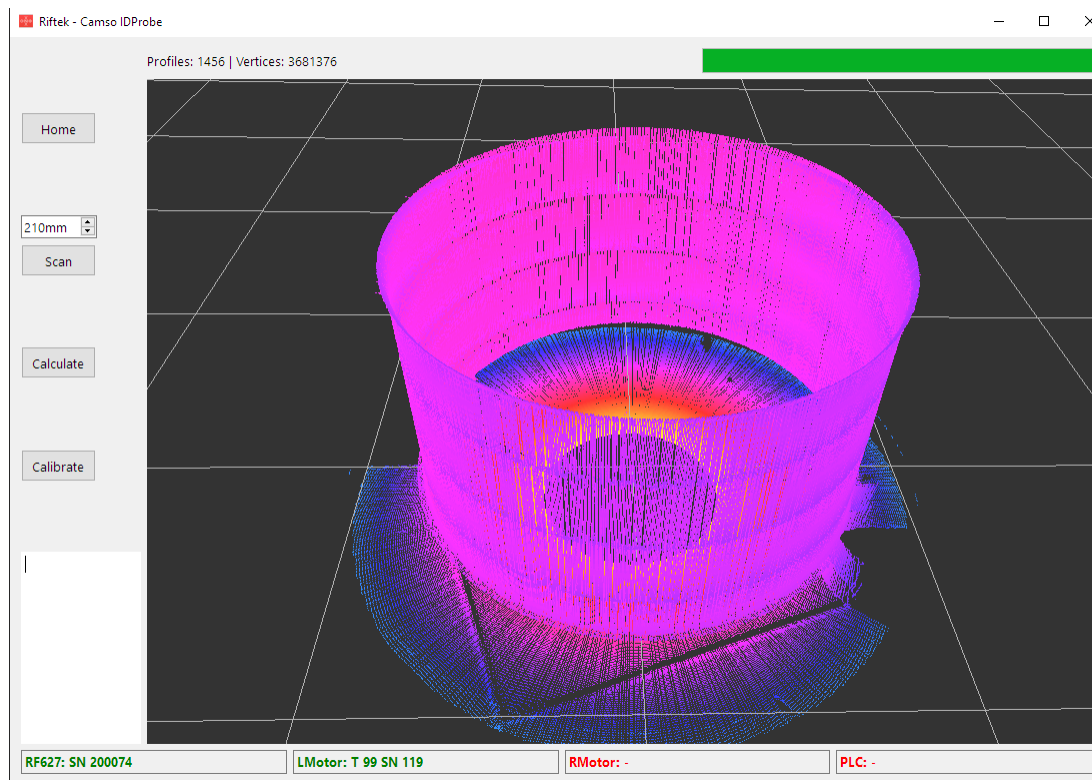 Riftek - Camso IDProbe
Profiles: 1456 | Vertices: 3681376
Home
210mm
Scan
Calculate
Calibrate
RF627: SN 200074
LMotor: T 99 SN 119
RMotor: -
PLC: -